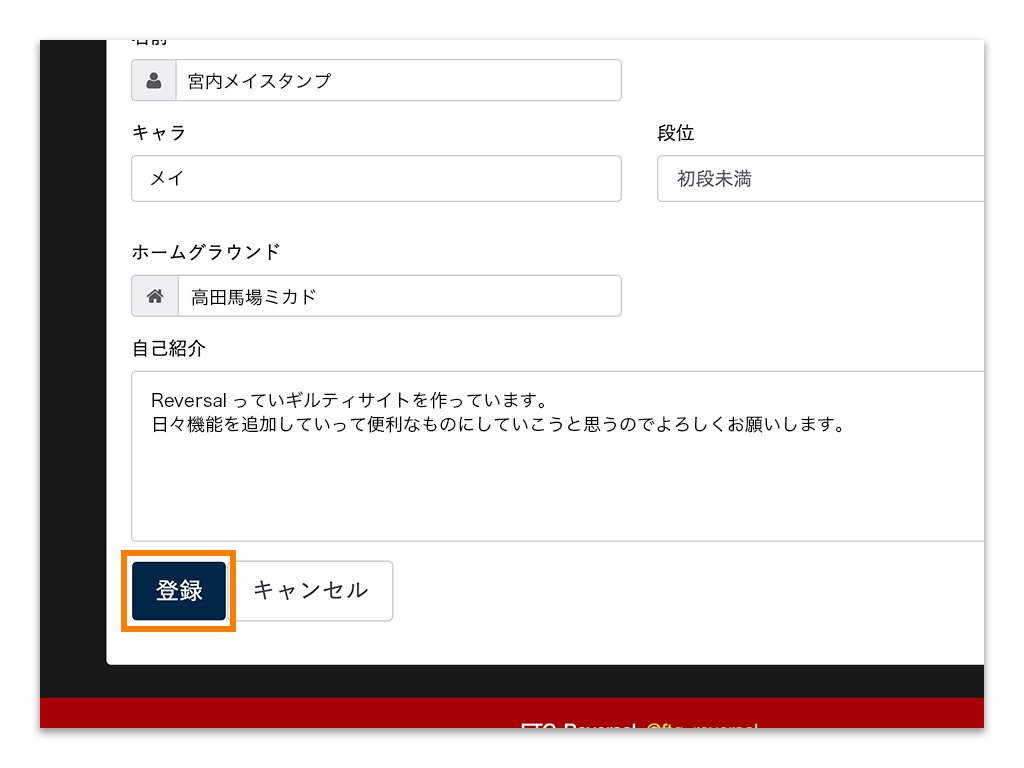 名前
宮内メイスタンプ
キャラ
段位
メイ
初段未満
ホームグラウンド
高田馬場ミカド
自己紹介
Reversal っていギルティサイトを作っています。
日々機能を追加していって便利なものにしていこうと思うのでよろしくお願いします。
登録
キャンセル